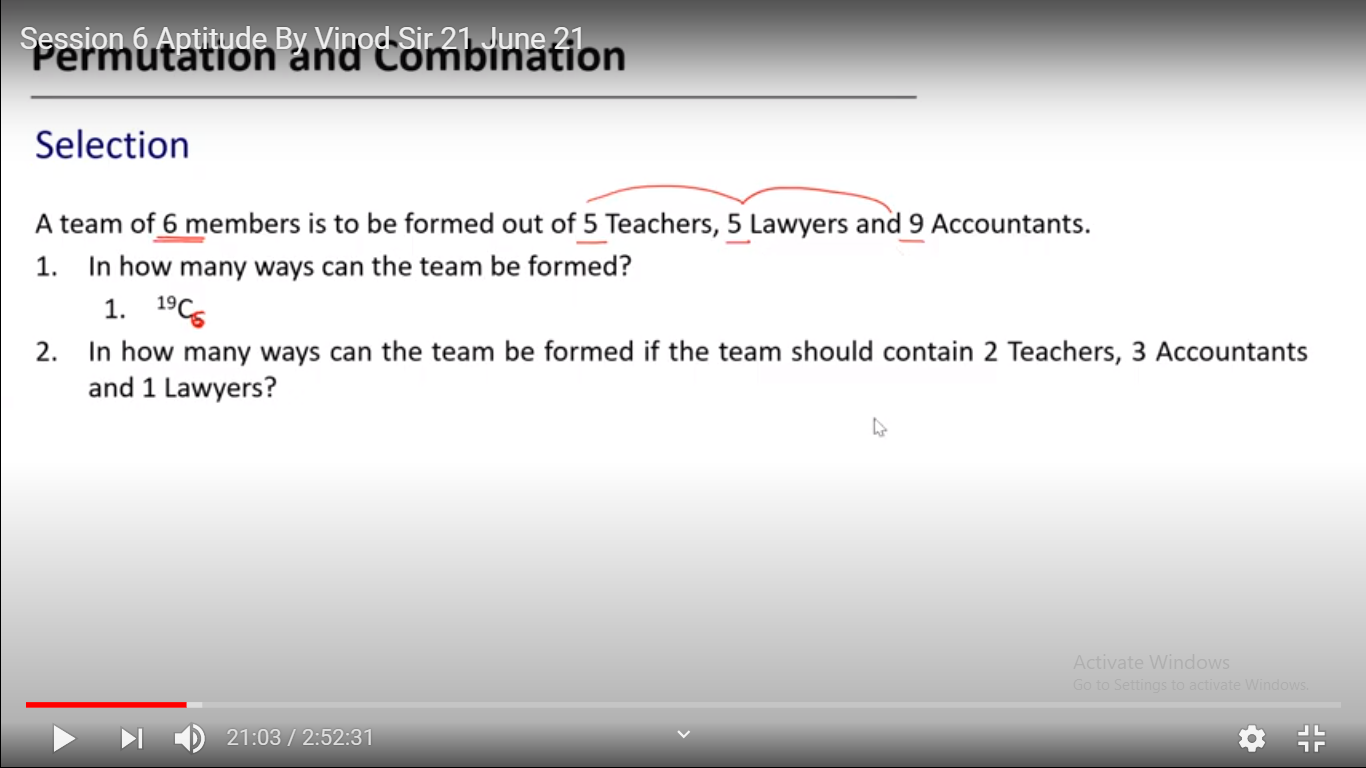 Session 6 Aptitude By Vinod Sir 21 June 21
Permutation and Combination
Selection
A team of 6 members is to be formed out of 5 Teachers, 5 Lawyers and 9 Accountants.
1. In how many ways can the team be formed?
1. ¹⁹C₆
2. In how many ways can the team be formed if the team should contain 2 Teachers, 3 Accountants
and 1 Lawyers?
Activate Windows
Go to Settings to activate Windows.
21:03 / 2:52:31